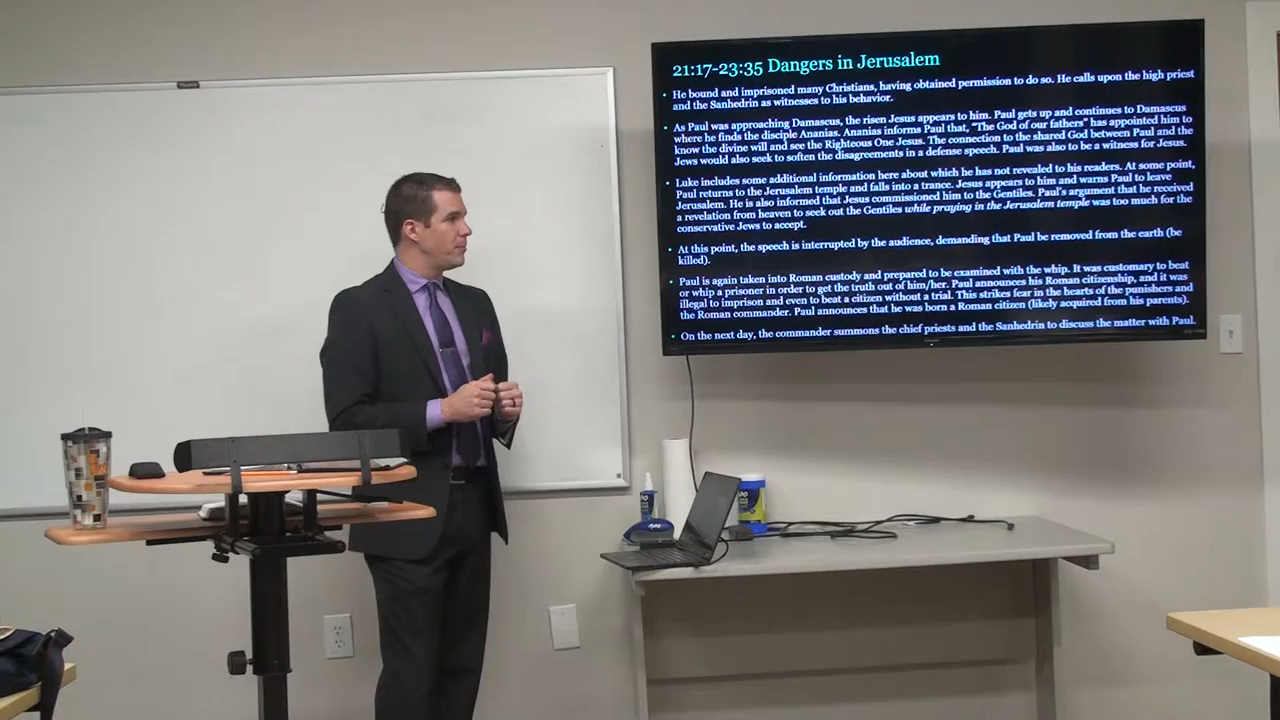 21:17-23:35 Dangers in Jerusalem
• He bound and imprisoned many Christians, having obtained permission to do so. He calls upon the high priest
and the Sanhedrin as witnesses to his behavior.
• As Paul was approaching Damascus, the risen Jesus appears to him. Paul gets up and continues to Damascus
where he finds the disciple Ananias. Ananias informs Paul that, “The God of our fathers” has appointed him to
know the divine will and see the Righteous One Jesus. The connection to the shared God between Paul and the
Jews would also seek to soften the disagreements in a defense speech. Paul was also to be a witness for Jesus.
• Luke includes some additional information here about which he has not revealed to his readers. At some point,
Paul returns to the Jerusalem temple and falls into a trance. Jesus appears to him and warns Paul to leave
Jerusalem. He is also informed that Jesus commissioned him to the Gentiles. Paul’s argument that he received
a revelation from heaven to seek out the Gentiles while praying in the Jerusalem temple was too much for the
conservative Jews to accept.
• At this point, the speech is interrupted by the audience, demanding that Paul be removed from the earth (be
killed).
• Paul is again taken into Roman custody and prepared to be examined with the whip. It was customary to beat
or whip a prisoner in order to get the truth out of him/her. Paul announces his Roman citizenship, and it was
illegal to imprison and even to beat a citizen without a trial. This strikes fear in the hearts of the punishers and
the Roman commander. Paul announces that he was born a Roman citizen (likely acquired from his parents).
• On the next day, the commander summons the chief priests and the Sanhedrin to discuss the matter with Paul.